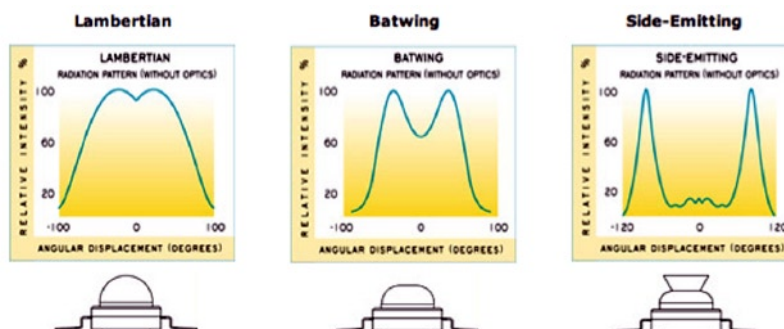 Lambertian
LAMBERTIAN
RADIATION PATTERN (WITHOUT OPTICS)
RELATIVE INTENSITY %
100
60
20
-100
0
100
ANGULAR DISPLACEMENT (DEGREES)
Batwing
BATWING
RADIATION PATTERN (WITHOUT OPTICS)
RELATIVE INTENSITY %
100
60
20
-100
0
100
ANGULAR DISPLACEMENT (DEGREES)
Side-Emitting
SIDE-EMITTING
RADIATION PATTERN (WITHOUT OPTICS)
RELATIVE INTENSITY %
100
60
20
-120
0
120
ANGULAR DISPLACEMENT (DEGREES)